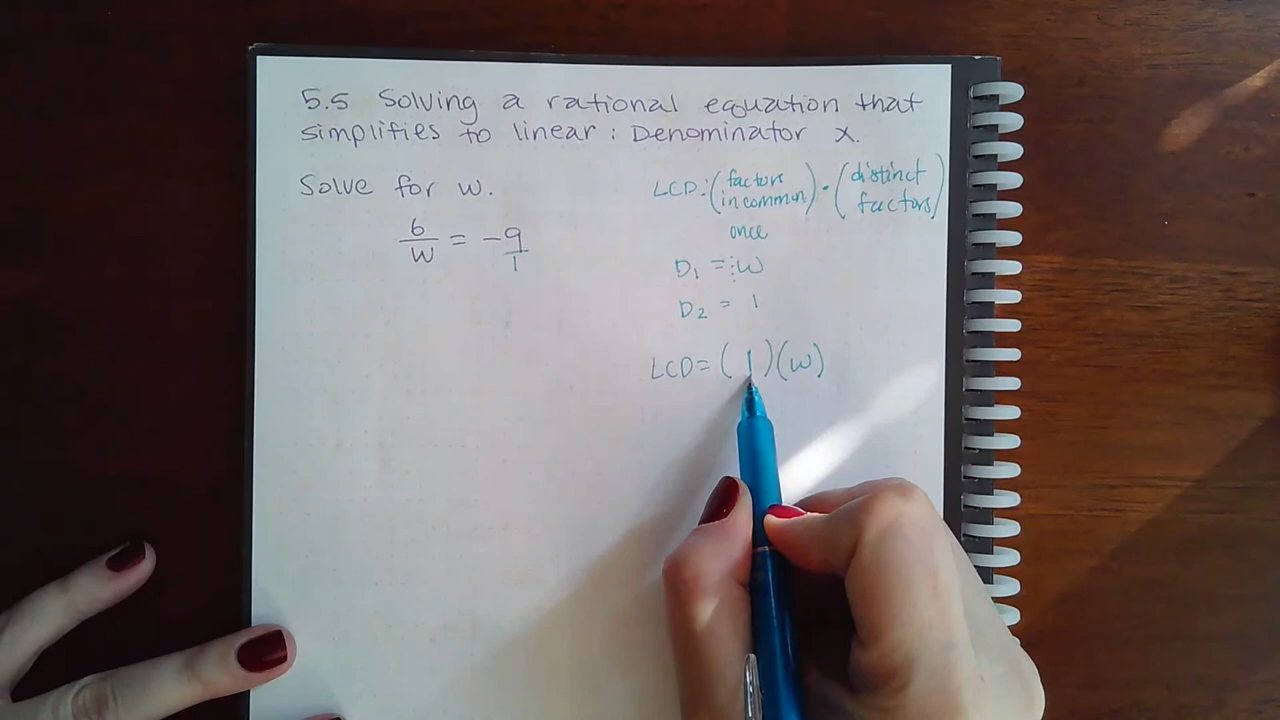 5.5 Solving a rational equation that
simplifies to linear: Denominator x.
Solve for w.
6/w = -9/1
LCD: (factors in common) · (distinct factors)
once
D1 = w
D2 = 1
LCD = (1)(w)